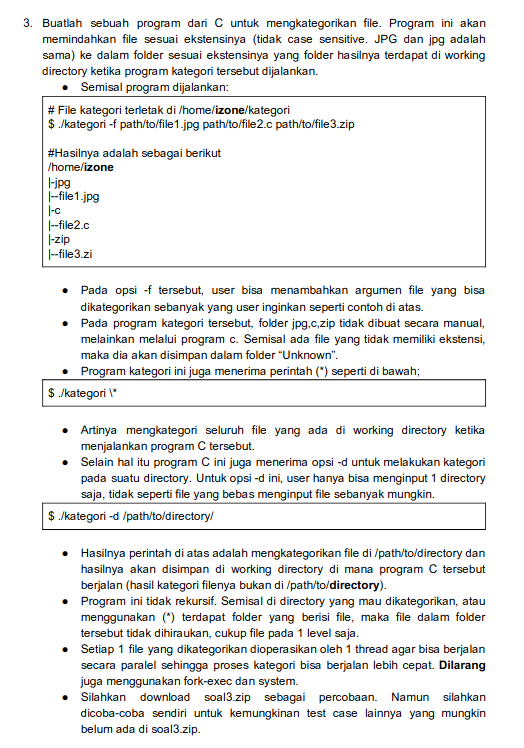 3. Buatlah sebuah program dari C untuk mengkategorikan file. Program ini akan
memindahkan file sesuai ekstensinya (tidak case sensitive. JPG dan jpg adalah
sama) ke dalam folder sesuai ekstensinya yang folder hasilnya terdapat di working
directory ketika program kategori tersebut dijalankan.
● Semisal program dijalankan:
# File kategori terletak di /home/izone/kategori
$ ./kategori -f path/to/file1.jpg path/to/file2.c path/to/file3.zip
#Hasilnya adalah sebagai berikut
/home/izone
|-jpg
|--file1.jpg
|-c
|--file2.c
|-zip
|--file3.zi
● Pada opsi -f tersebut, user bisa menambahkan argumen file yang bisa
dikategorikan sebanyak yang user inginkan seperti contoh di atas.
● Pada program kategori tersebut, folder jpg,c,zip tidak dibuat secara manual,
melainkan melalui program c. Semisal ada file yang tidak memiliki ekstensi,
maka dia akan disimpan dalam folder “Unknown”.
● Program kategori ini juga menerima perintah (*) seperti di bawah;
$ ./kategori \*
● Artinya mengkategori seluruh file yang ada di working directory ketika
menjalankan program C tersebut.
● Selain hal itu program C ini juga menerima opsi -d untuk melakukan kategori
pada suatu directory. Untuk opsi -d ini, user hanya bisa menginput 1 directory
saja, tidak seperti file yang bebas menginput file sebanyak mungkin.
$ ./kategori -d /path/to/directory/
● Hasilnya perintah di atas adalah mengkategorikan file di /path/to/directory dan
hasilnya akan disimpan di working directory di mana program C tersebut
berjalan (hasil kategori filenya bukan di /path/to/directory).
● Program ini tidak rekursif. Semisal di directory yang mau dikategorikan, atau
menggunakan (*) terdapat folder yang berisi file, maka file dalam folder
tersebut tidak dihiraukan, cukup file pada 1 level saja.
● Setiap 1 file yang dikategorikan dioperasikan oleh 1 thread agar bisa berjalan
secara paralel sehingga proses kategori bisa berjalan lebih cepat. Dilarang
juga menggunakan fork-exec dan system.
● Silahkan download soal3.zip sebagai percobaan. Namun silahkan
dicoba-coba sendiri untuk kemungkinan test case lainnya yang mungkin
belum ada di soal3.zip.